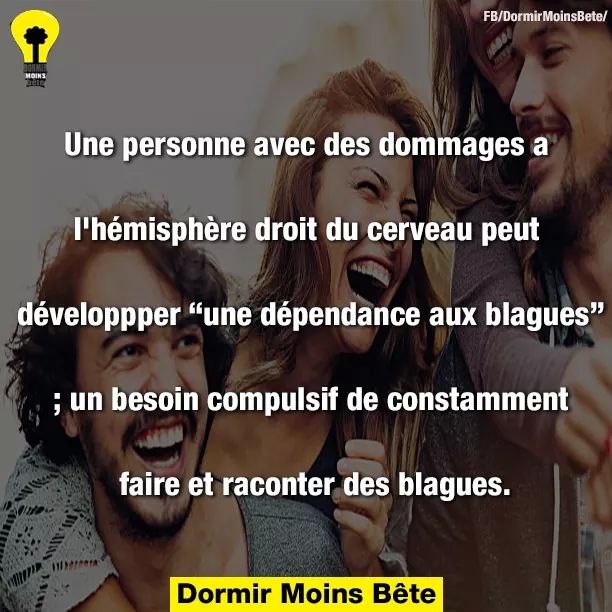 FB/DormirMoinsBete/
DORMIR
MOINS
bête
Une personne avec des dommages a
l'hémisphère droit du cerveau peut
développper “une dépendance aux blagues”
; un besoin compulsif de constamment
faire et raconter des blagues.
Dormir Moins Bête